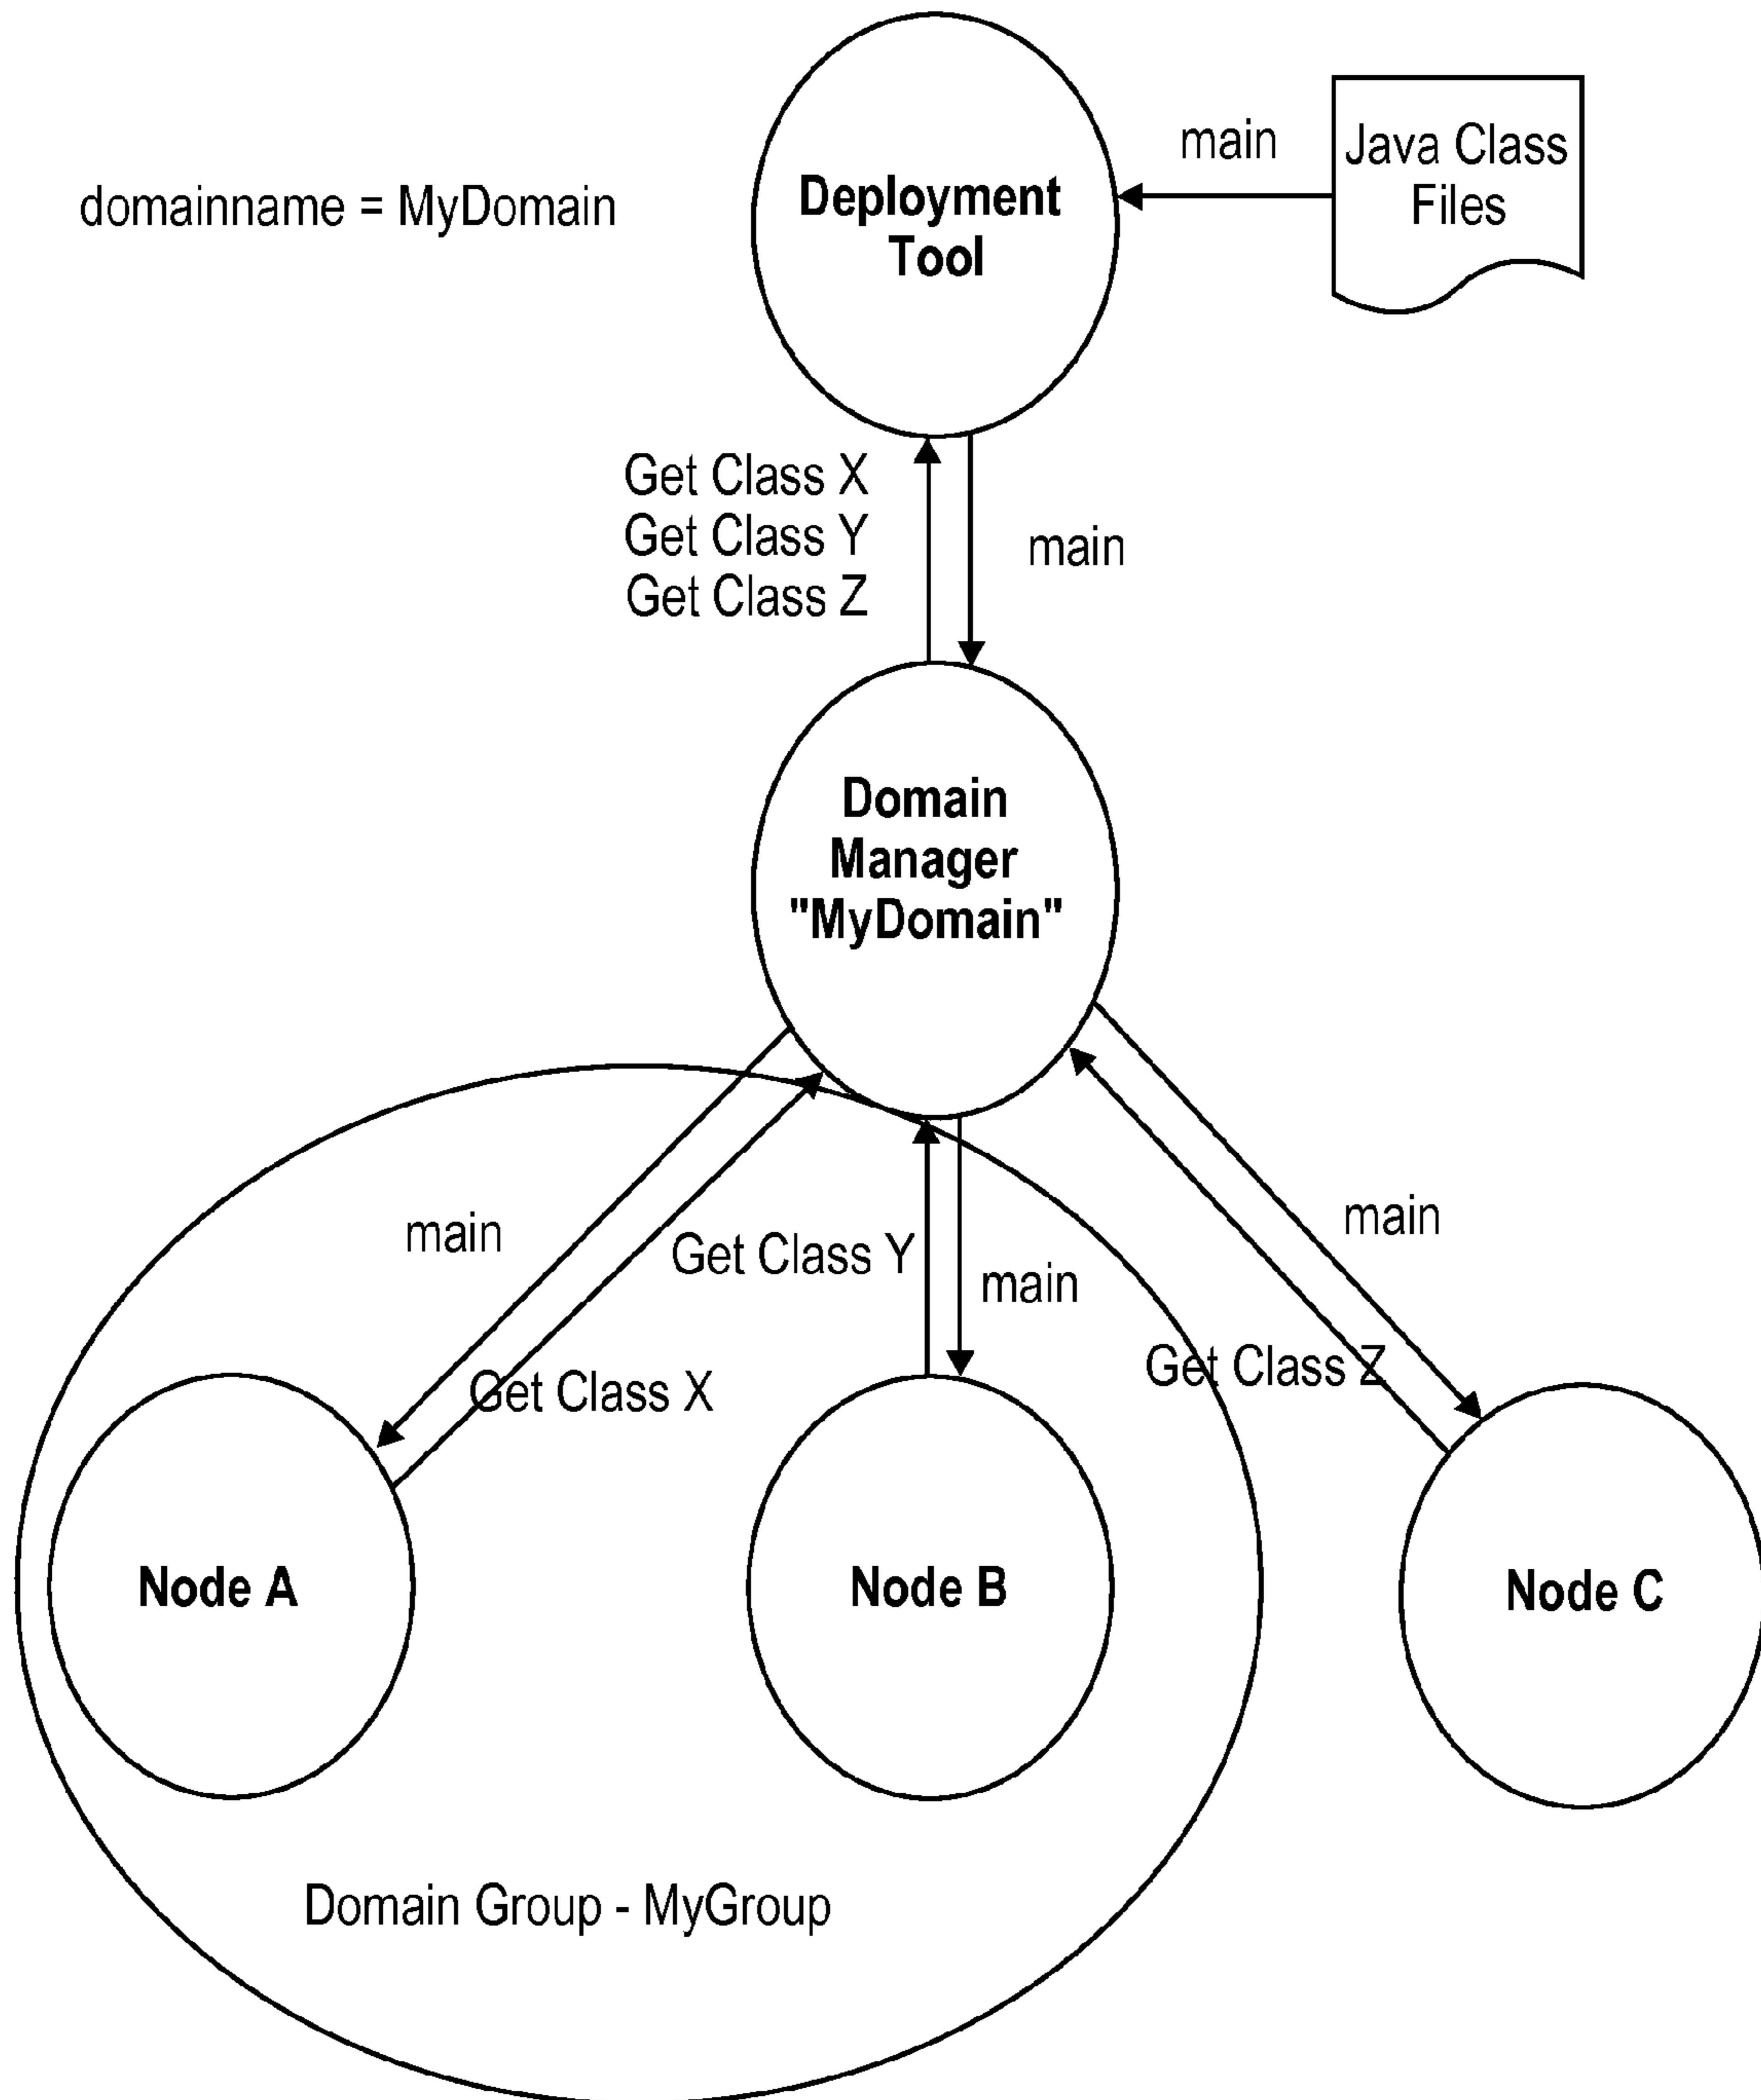 main
Java Class
Files
domainname = MyDomain
Deployment
Tool
Get Class X
Get Class Y
Get Class Z
main
Domain
Manager
"MyDomain"
main
Get Class Y
main
main
Get Class X
Get Class Z
Node A
Node B
Node C
Domain Group - MyGroup